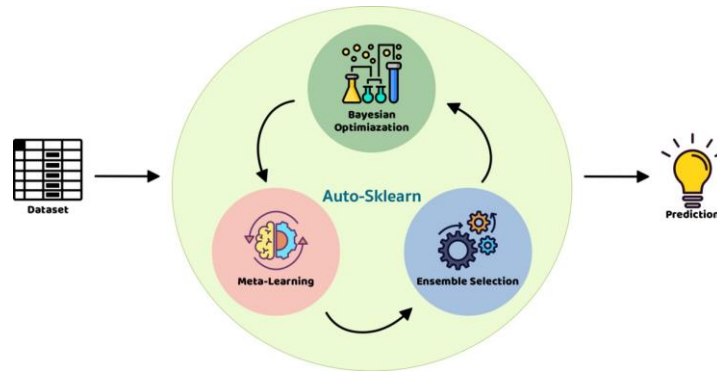 Bayesian
Optimiazation
Dataset
Auto-Sklearn
Prediction
Meta-Learning
Ensemble Selection